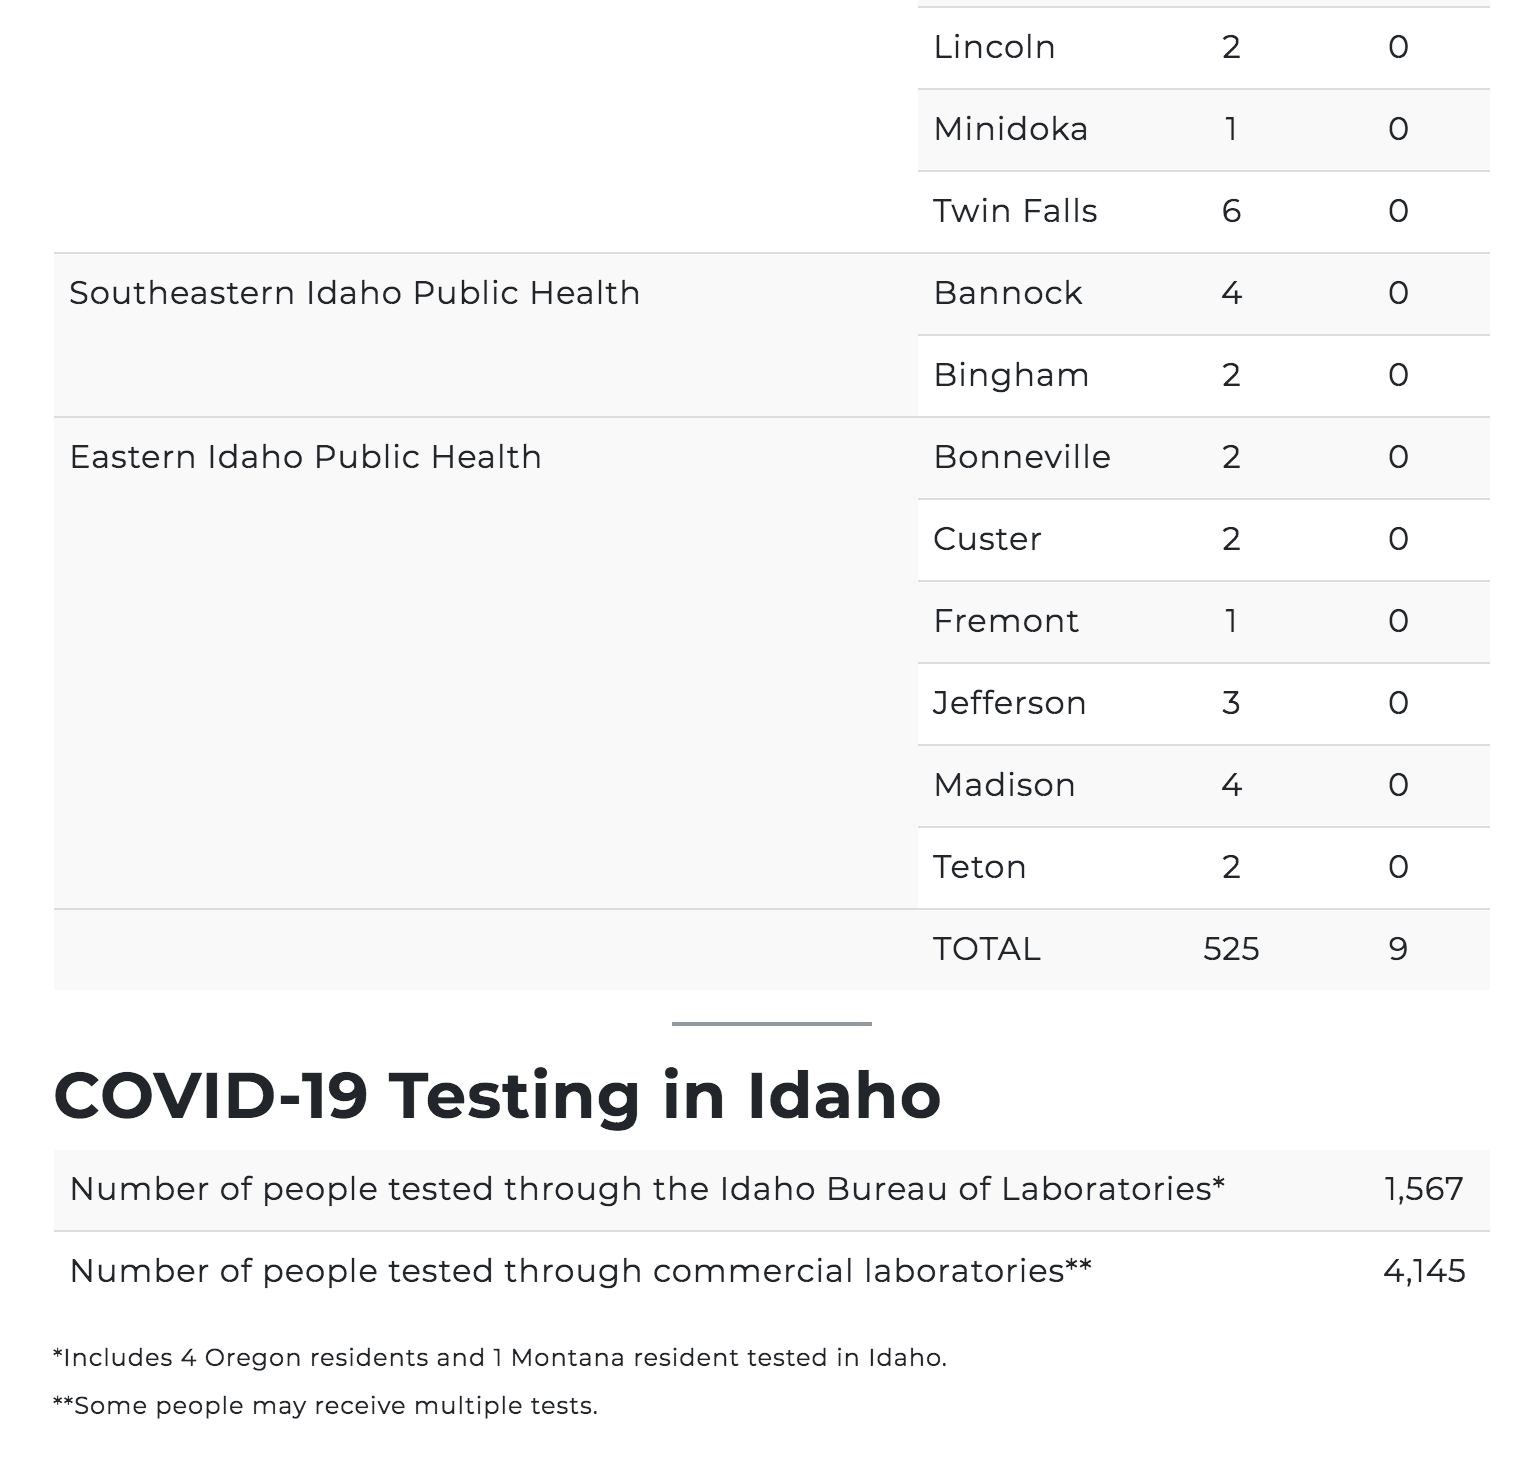 Lincoln 2 0
Minidoka 1 0
Twin Falls 6 0
Southeastern Idaho Public Health Bannock 4 0
Bingham 2 0
Eastern Idaho Public Health Bonneville 2 0
Custer 2 0
Fremont 1 0
Jefferson 3 0
Madison 4 0
Teton 2 0
TOTAL 525 9
COVID-19 Testing in Idaho
Number of people tested through the Idaho Bureau of Laboratories* 1,567
Number of people tested through commercial laboratories** 4,145
*Includes 4 Oregon residents and 1 Montana resident tested in Idaho.
**Some people may receive multiple tests.